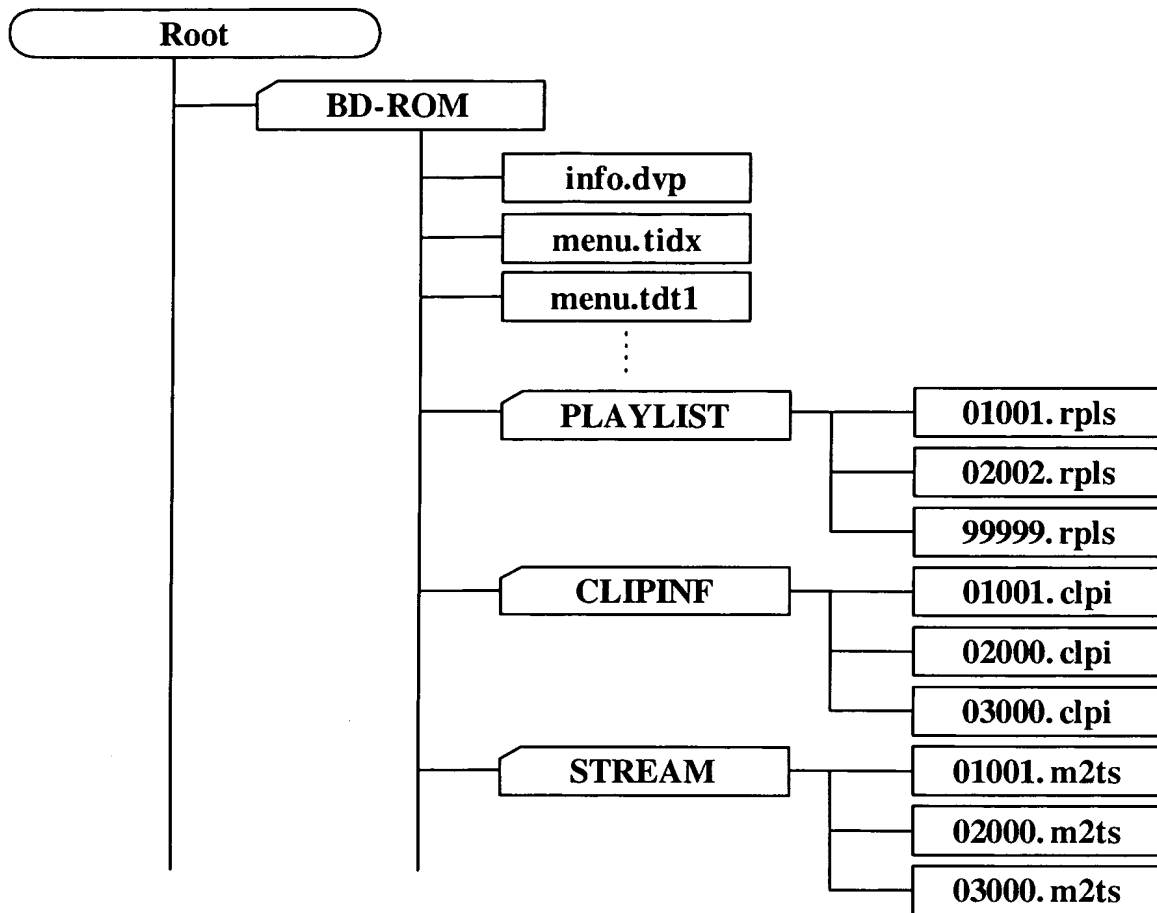 Root
BD-ROM
info.dvp
menu.tidx
menu.tdt1
PLAYLIST
01001.rpls
02002.rpls
99999.rpls
CLIPINF
01001.clpi
02000.clpi
03000.clpi
STREAM
01001.m2ts
02000.m2ts
03000.m2ts